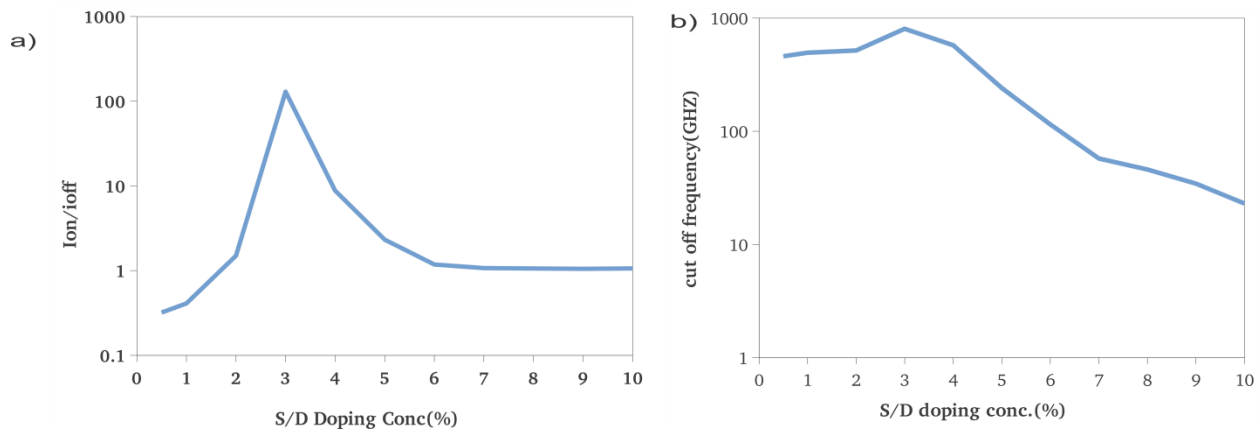 a)
1000
100
10
1
0.1
Ion/ioff
0 1 2 3 4 5 6 7 8 9 10
S/D Doping Conc(%)
b)
1000
100
10
1
cut off frequency(GHZ)
0 1 2 3 4 5 6 7 8 9 10
S/D doping conc.(%)